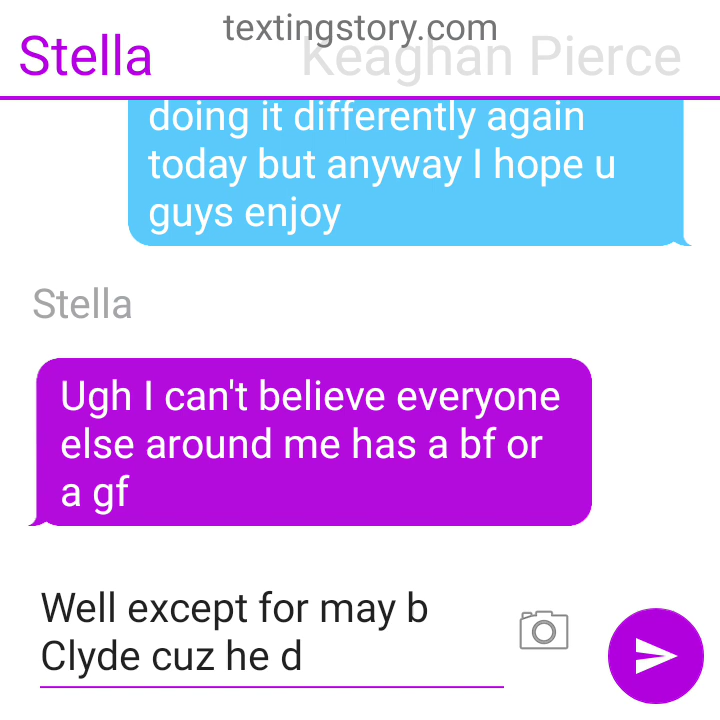 textingstory.com
Stella Keaghan Pierce
doing it differently again
today but anyway I hope u
guys enjoy
Stella
Ugh I can't believe everyone
else around me has a bf or
a gf
Well except for may b
Clyde cuz he d